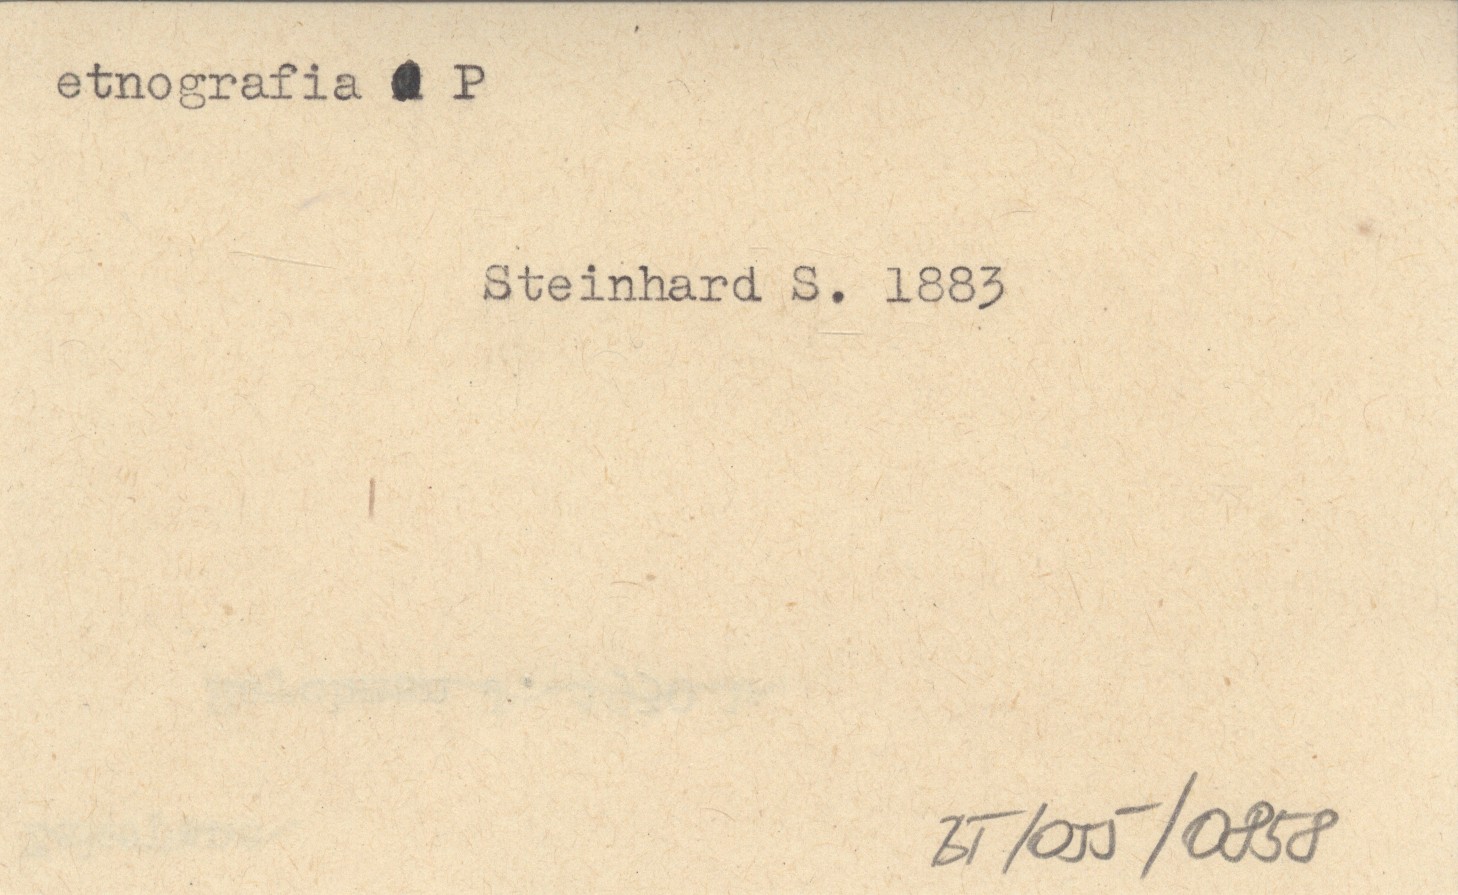 etnografia P
Steinhard S. 1883
BT/055/0858